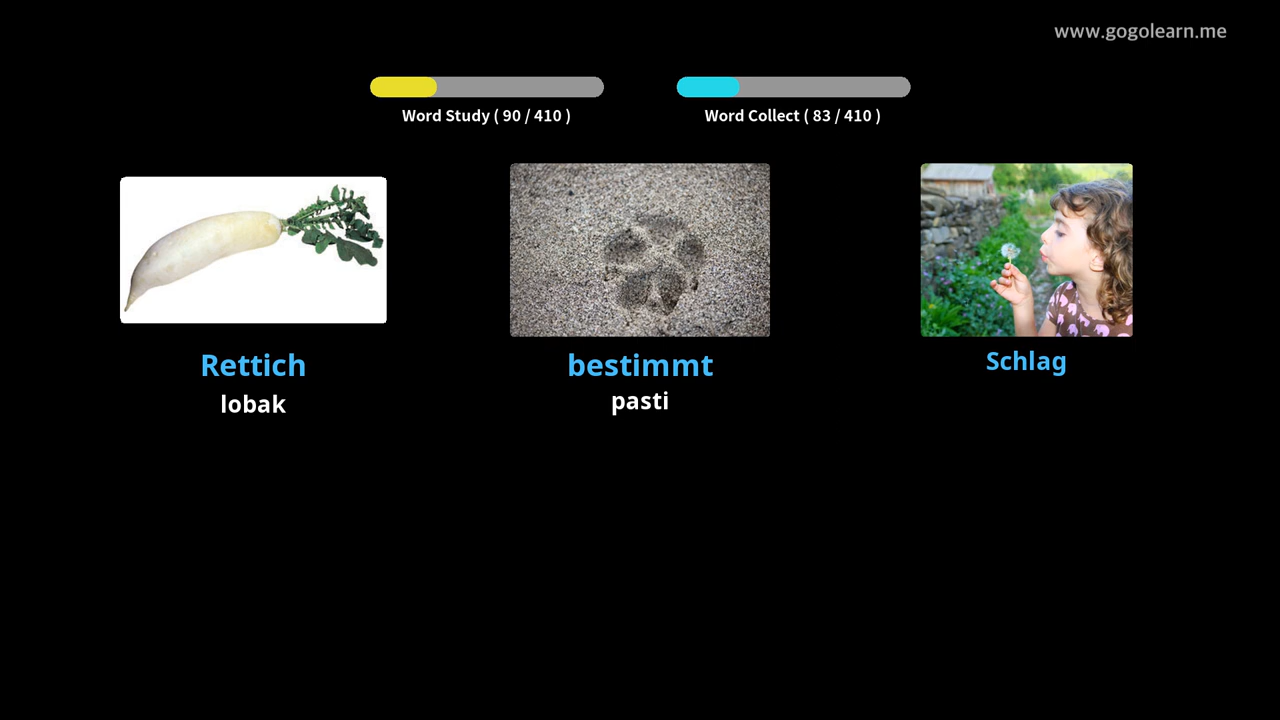 www.gogolearn.me
Word Study ( 90 / 410 )
Word Collect ( 83 / 410 )
Rettich
lobak
bestimmt
pasti
Schlag